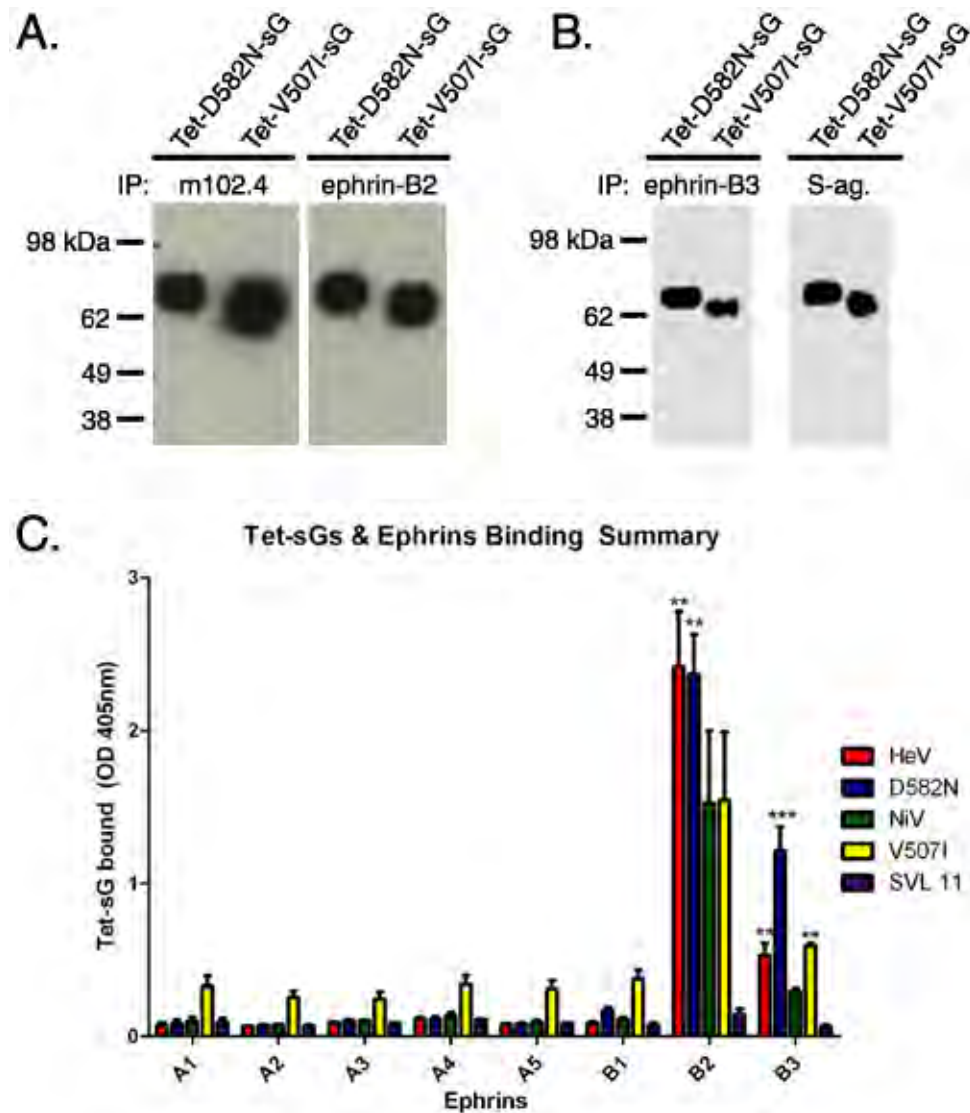 A.
Tet-D582N-sG
Tet-V507I-sG
Tet-D582N-sG
Tet-V507I-sG
IP: m102.4 ephrin-B2
98 kDa
62
49
38
B.
Tet-D582N-sG
Tet-V507I-sG
Tet-D582N-sG
Tet-V507I-sG
IP: ephrin-B3 S-ag.
98 kDa
62
49
38
C.
Tet-sGs & Ephrins Binding Summary
Tet-sG bound (OD 405nm)
3
2
1
0
** ** ** *** **
HeV
D582N
NiV
V507I
SVL 11
A1 A2 A3 A4 A5 B1 B2 B3
Ephrins